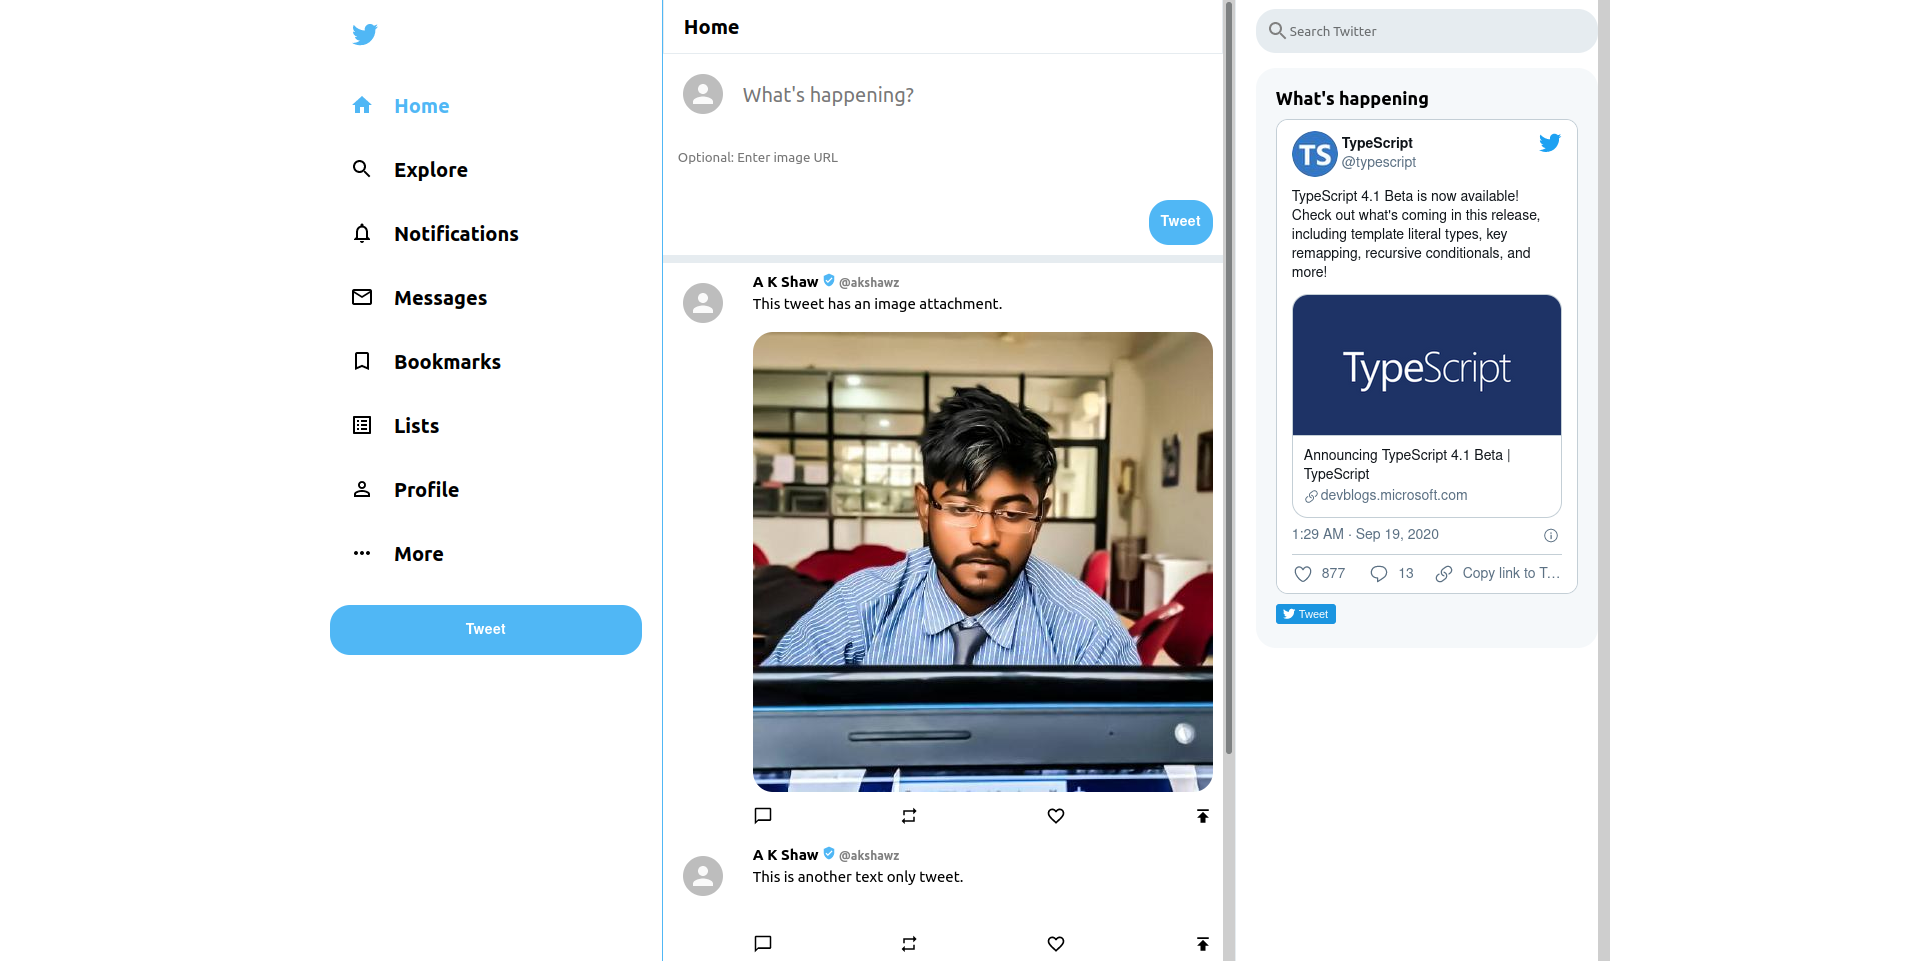 Home
Explore
Notifications
Messages
Bookmarks
Lists
Profile
More
Tweet
Home
What's happening?
Optional: Enter image URL
Tweet
A K Shaw @akshawz
This tweet has an image attachment.
A K Shaw @akshawz
This is another text only tweet.
Search Twitter
What's happening
TS TypeScript
@typescript
TypeScript 4.1 Beta is now available!
Check out what's coming in this release,
including template literal types, key
remapping, recursive conditionals, and
more!
TypeScript
Announcing TypeScript 4.1 Beta |
TypeScript
devblogs.microsoft.com
1:29 AM · Sep 19, 2020
877 13 Copy link to T...
Tweet